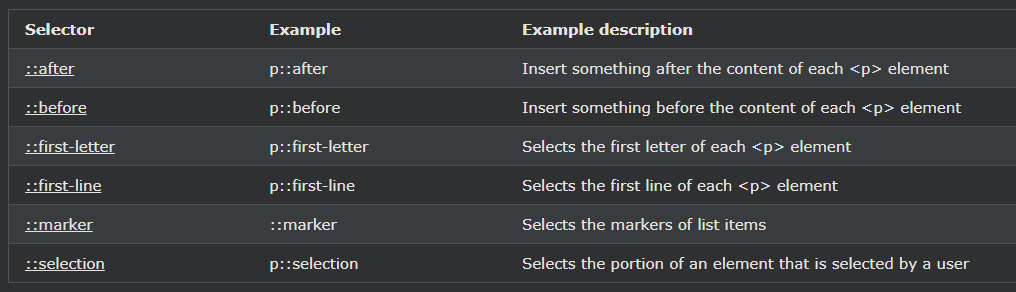 Selector Example Example description
::after p::after Insert something after the content of each <p> element
::before p::before Insert something before the content of each <p> element
::first-letter p::first-letter Selects the first letter of each <p> element
::first-line p::first-line Selects the first line of each <p> element
::marker ::marker Selects the markers of list items
::selection p::selection Selects the portion of an element that is selected by a user